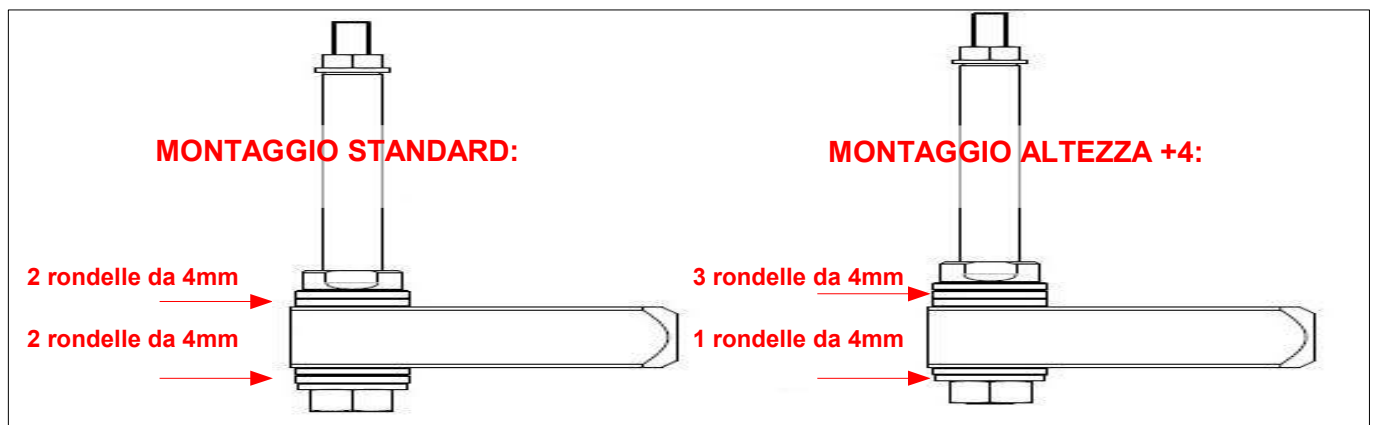 MONTAGGIO STANDARD:
2 rondelle da 4mm
2 rondelle da 4mm
MONTAGGIO ALTEZZA +4:
3 rondelle da 4mm
1 rondelle da 4mm